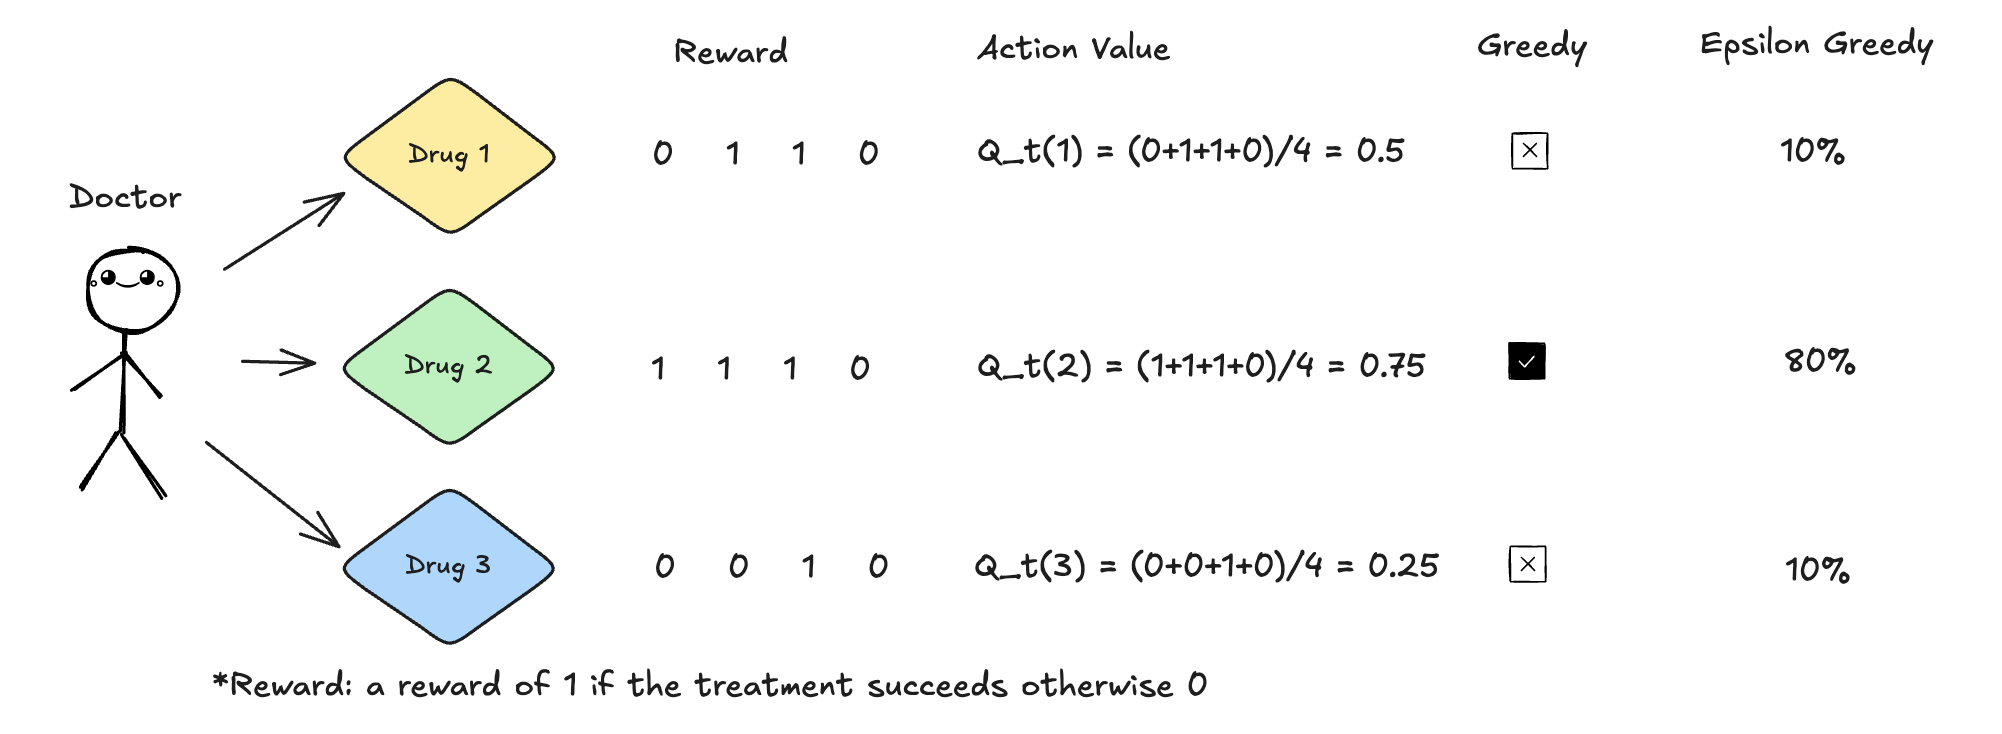 Reward Action Value Greedy Epsilon Greedy
Drug 1 0 1 1 0 Q_t(1) = (0+1+1+0)/4 = 0.5 10%
Doctor
Drug 2 1 1 1 0 Q_t(2) = (1+1+1+0)/4 = 0.75 80%
Drug 3 0 0 1 0 Q_t(3) = (0+0+1+0)/4 = 0.25 10%
*Reward: a reward of 1 if the treatment succeeds otherwise 0